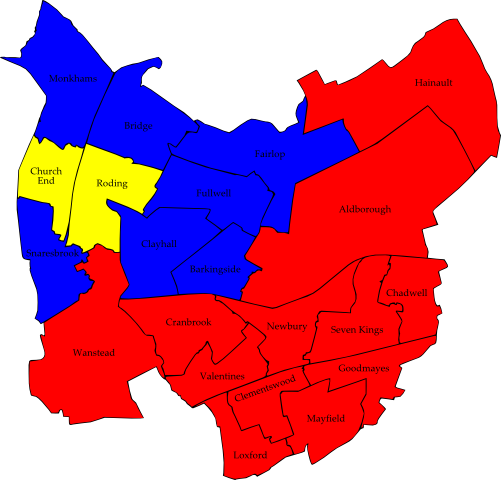 Monkhams
Hainault
Bridge
Fairlop
Church
End
Roding
Fullwell
Aldborough
Clayhall
Snaresbrook
Barkingside
Chadwell
Cranbrook
Newbury
Seven Kings
Wanstead
Goodmayes
Valentines
Clementswood
Mayfield
Loxford